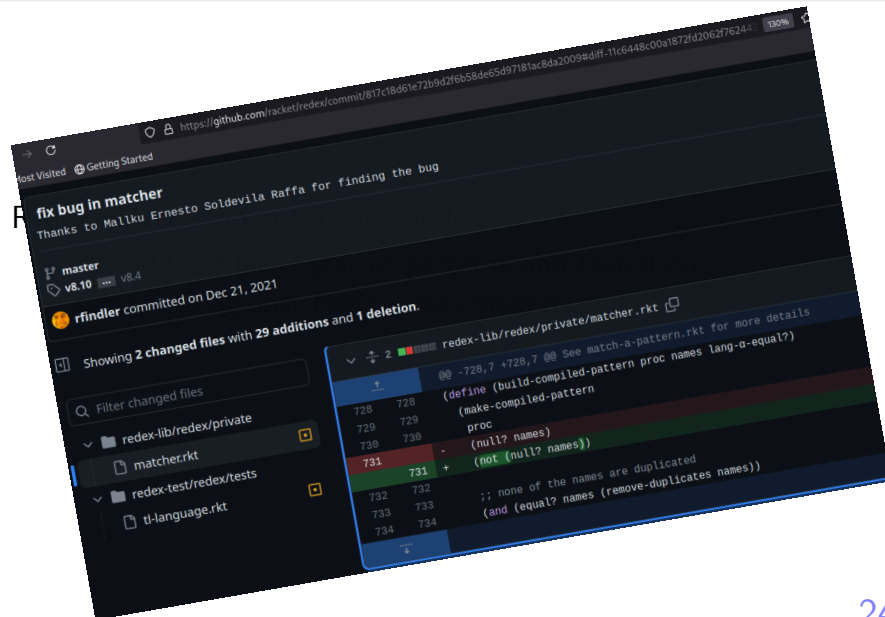 https://github.com/racket/redex/commit/817c18d61e72b9d2f6b58de65d97181ac8da2009#diff-11c6448c00a1872fd2062f76244 130%
Most Visited Getting Started
fix bug in matcher
Thanks to Mallku Ernesto Soldevila Raffa for finding the bug
master
v8.10 ... v8.4
rfindler committed on Dec 21, 2021
Showing 2 changed files with 29 additions and 1 deletion.
Filter changed files
redex-lib/redex/private
matcher.rkt
redex-test/redex/tests
tl-language.rkt
2 redex-lib/redex/private/matcher.rkt
@@ -728,7 +728,7 @@ See match-a-pattern.rkt for more details
728 728 (define (build-compiled-pattern proc names lang-α-equal?)
729 729 (make-compiled-pattern
730 730 proc
731 - (null? names)
731 + (not (null? names))
732 732
733 733 ;; none of the names are duplicated
734 734 (and (equal? names (remove-duplicates names))
24